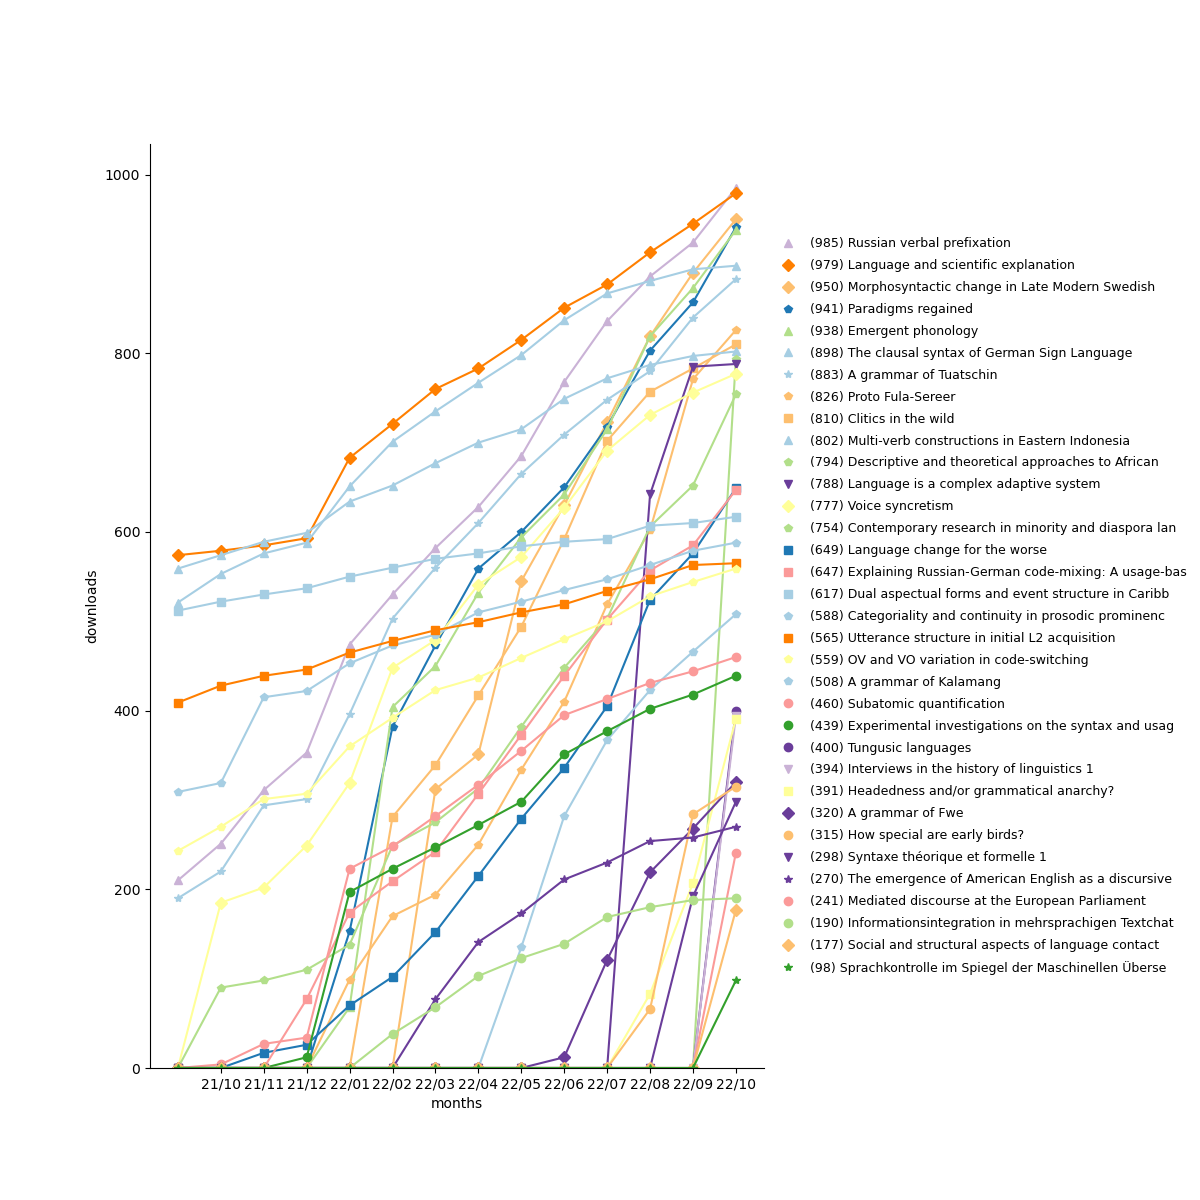 1000
800
600
400
200
0
downloads
21/10 21/11 21/12 22/01 22/02 22/03 22/04 22/05 22/06 22/07 22/08 22/09 22/10
months
(985) Russian verbal prefixation
(979) Language and scientific explanation
(950) Morphosyntactic change in Late Modern Swedish
(941) Paradigms regained
(938) Emergent phonology
(898) The clausal syntax of German Sign Language
(883) A grammar of Tuatschin
(826) Proto Fula-Sereer
(810) Clitics in the wild
(802) Multi-verb constructions in Eastern Indonesia
(794) Descriptive and theoretical approaches to African
(788) Language is a complex adaptive system
(777) Voice syncretism
(754) Contemporary research in minority and diaspora lan
(649) Language change for the worse
(647) Explaining Russian-German code-mixing: A usage-bas
(617) Dual aspectual forms and event structure in Caribb
(588) Categoriality and continuity in prosodic prominenc
(565) Utterance structure in initial L2 acquisition
(559) OV and VO variation in code-switching
(508) A grammar of Kalamang
(460) Subatomic quantification
(439) Experimental investigations on the syntax and usag
(400) Tungusic languages
(394) Interviews in the history of linguistics 1
(391) Headedness and/or grammatical anarchy?
(320) A grammar of Fwe
(315) How special are early birds?
(298) Syntaxe théorique et formelle 1
(270) The emergence of American English as a discursive
(241) Mediated discourse at the European Parliament
(190) Informationsintegration in mehrsprachigen Textchat
(177) Social and structural aspects of language contact
(98) Sprachkontrolle im Spiegel der Maschinellen Überse